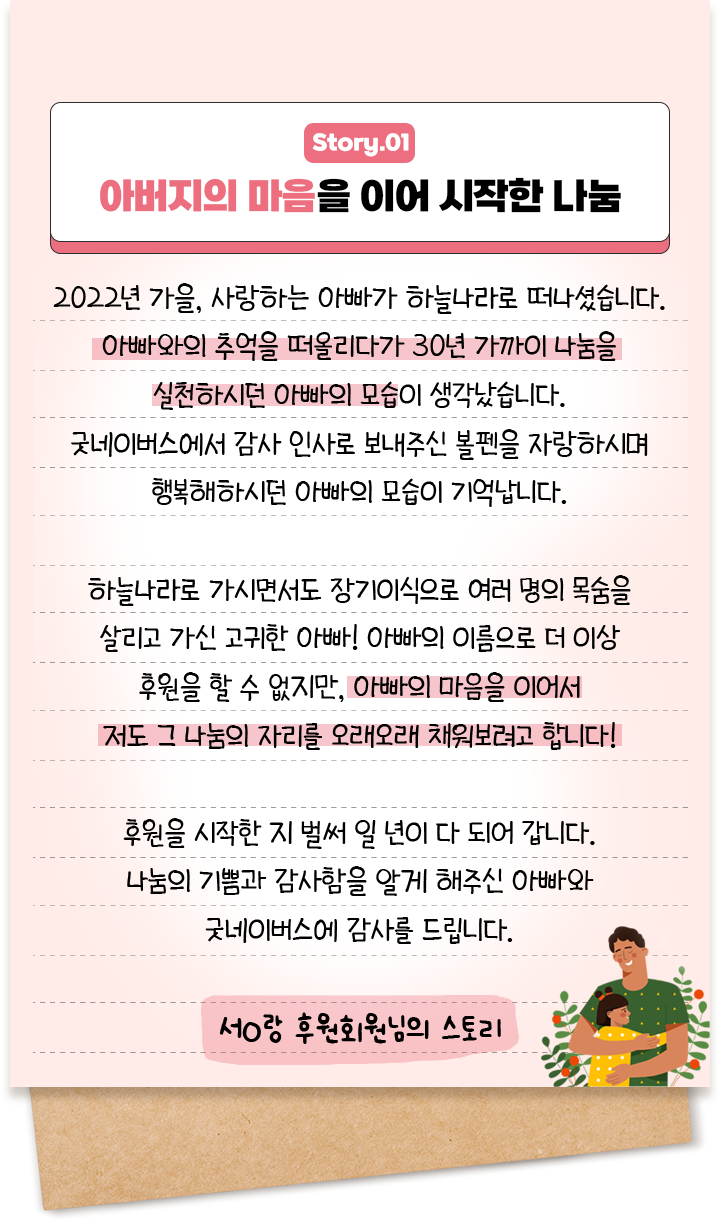 Story.01
아버지의 마음을 이어 시작한 나눔
2022년 가을, 사랑하는 아빠가 하늘나라로 떠나셨습니다.
아빠와의 추억을 떠올리다가 30년 가까이 나눔을
실천하시던 아빠의 모습이 생각났습니다.
굿네이버스에서 감사 인사로 보내주신 볼펜을 자랑하시며
행복해하시던 아빠의 모습이 기억납니다.
하늘나라로 가시면서도 장기이식으로 여러 명의 목숨을
살리고 가신 고귀한 아빠! 아빠의 이름으로 더 이상
후원을 할 수 없지만, 아빠의 마음을 이어서
저도 그 나눔의 자리를 오래오래 채워보려고 합니다!
후원을 시작한 지 벌써 일 년이 다 되어 갑니다.
나눔의 기쁨과 감사함을 알게 해주신 아빠와
굿네이버스에 감사를 드립니다.
서O랑 후원회원님의 스토리